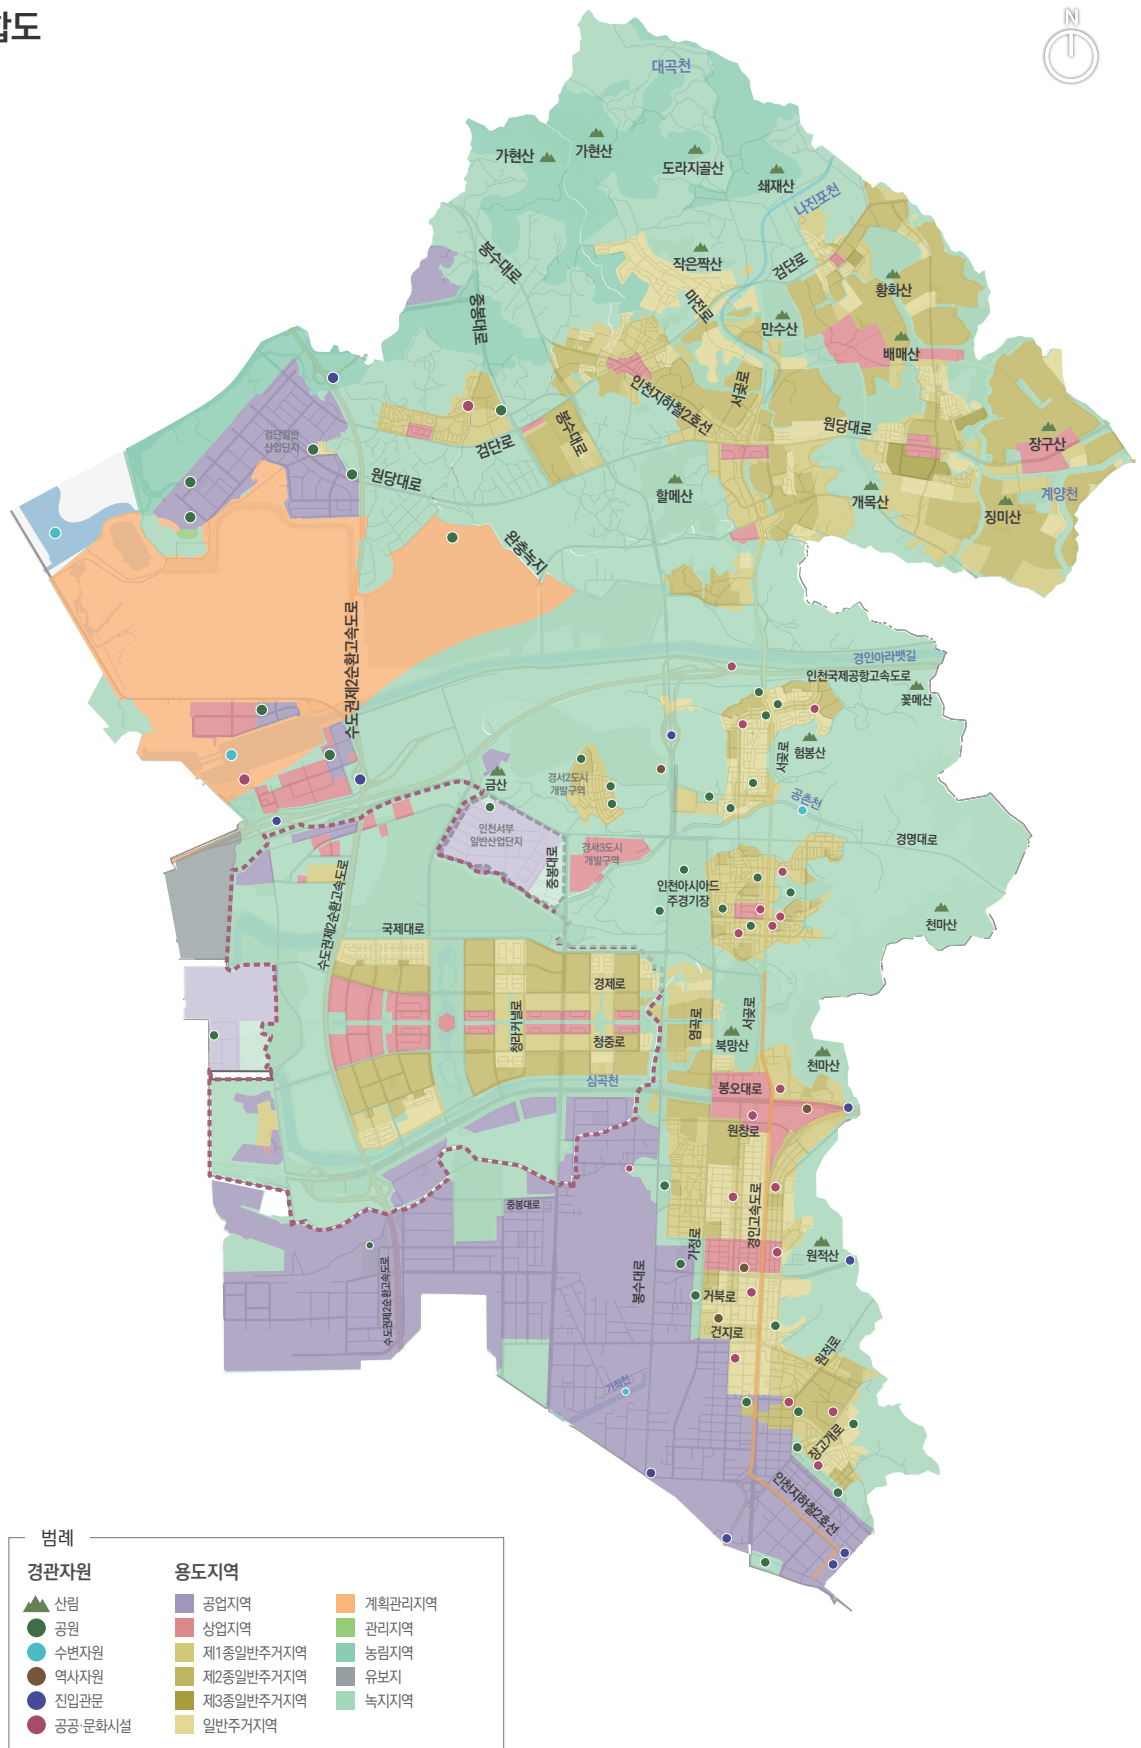 합도
N
대곡천
가현산
가현산
도라지골산
쇄재산
나진포천
봉수대로
작은짝산
검단로
황화산
중봉대로
마전로
만수산
배매산
인천지하철2호선
서곶로
검단일반
산업단지
봉수대로
원당대로
장구산
검단로
원당대로
할메산
개목산
계양천
징미산
완충녹지
수도권제2순환고속도로
경인아라뱃길
인천국제공항고속도로
꽃메산
서곶로
험봉산
금산
경서2도시
개발구역
공촌천
인천서부
일반산업단지
경서3도시
개발구역
경명대로
중봉대로
인천아시아드
주경기장
수도권제2순환고속도로
국제대로
천마산
경제로
청라커낼로
염곡로
서곶로
청중로
북망산
천마산
심곡천
봉오대로
원창로
중봉대로
경인고속도로
가정로
원적산
수도권제2순환고속도로
봉수대로
거북로
건지로
원적로
가좌천
장고개로
인천지하철2호선
범례
경관자원
산림
공원
수변자원
역사자원
진입관문
공공·문화시설
용도지역
공업지역
상업지역
제1종일반주거지역
제2종일반주거지역
제3종일반주거지역
일반주거지역
계획관리지역
관리지역
농림지역
유보지
녹지지역